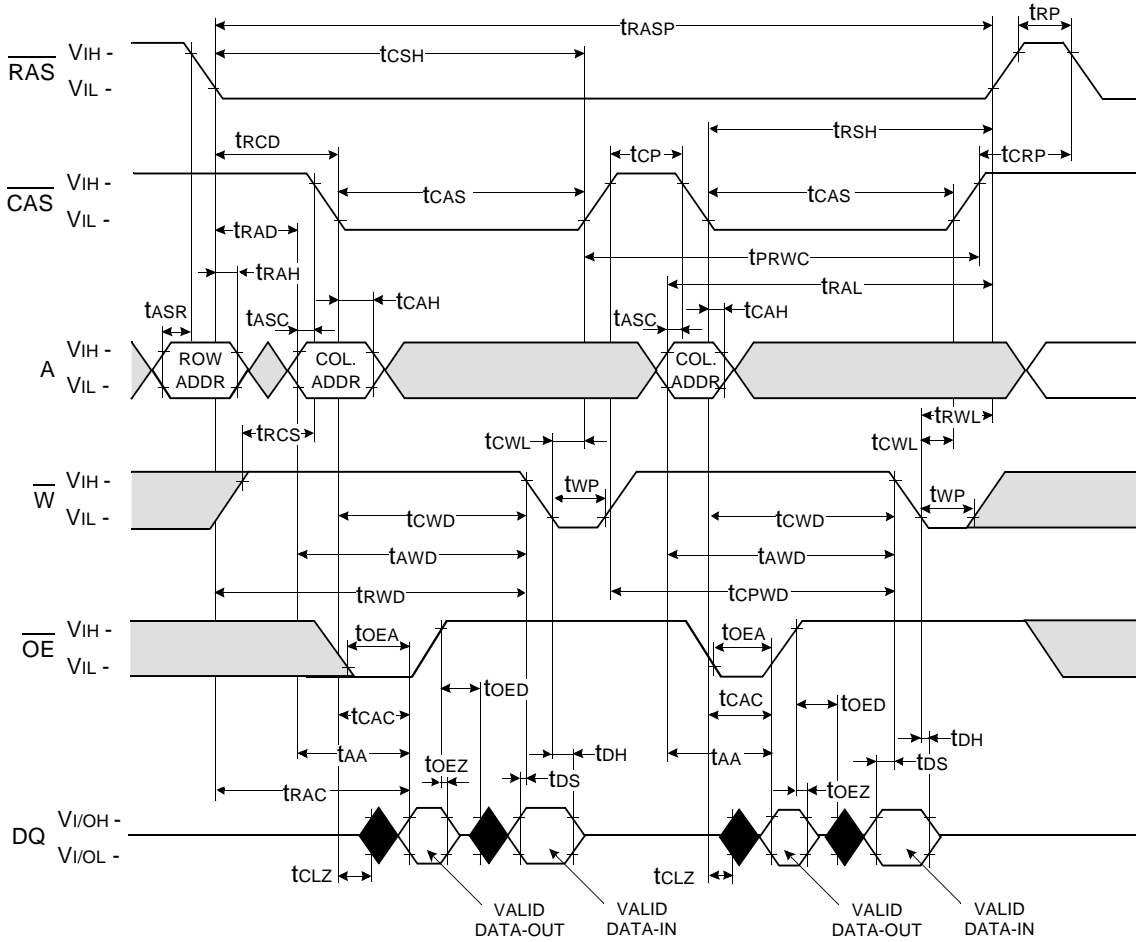 tRASP
tRP
tCSH
RAS
VIH -
VIL -
tRCD
tCP
tRSH
tCRP
CAS
VIH -
VIL -
tCAS
tCAS
tRAD
tPRWC
tRAH
tRAL
tASR
tASC
tCAH
tASC
tCAH
A
VIH -
VIL -
ROW
ADDR
COL.
ADDR
COL.
ADDR
tRWL
tRCS
tCWL
tCWL
W
VIH -
VIL -
tWP
tWP
tCWD
tCWD
tAWD
tAWD
tRWD
tCPWD
OE
VIH -
VIL -
tOEA
tOEA
tOED
tOED
tCAC
tCAC
tAA
tDH
tAA
tDH
tOEZ
tDS
tOEZ
tDS
tRAC
DQ
VI/OH -
VI/OL -
tCLZ
tCLZ
VALID
DATA-OUT
VALID
DATA-IN
VALID
DATA-OUT
VALID
DATA-IN